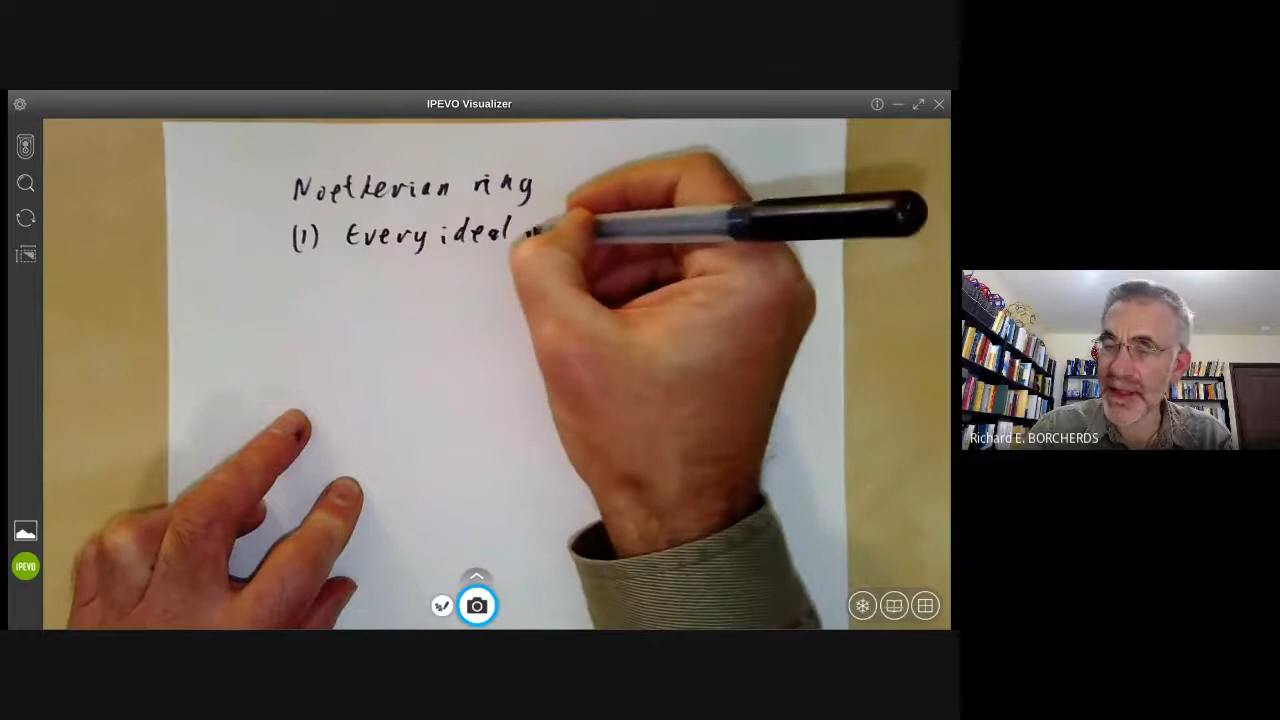 IPEVO Visualizer
Noetherian ring
(1) Every ideal
IPEVO
Richard E. BORCHERDS